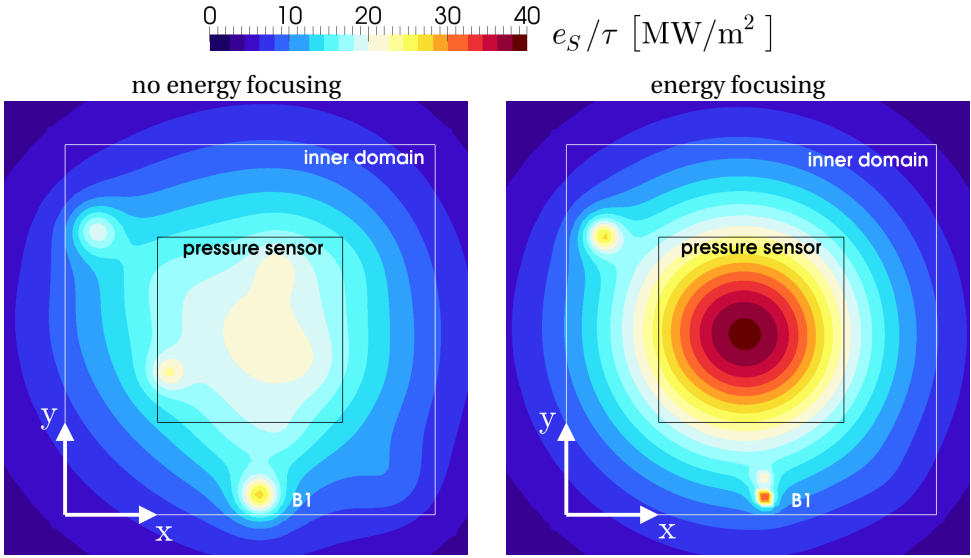 0 10 20 30 40 e_S/τ [MW/m²]
no energy focusing
energy focusing
inner domain
pressure sensor
y
B1
x
inner domain
pressure sensor
y
B1
x